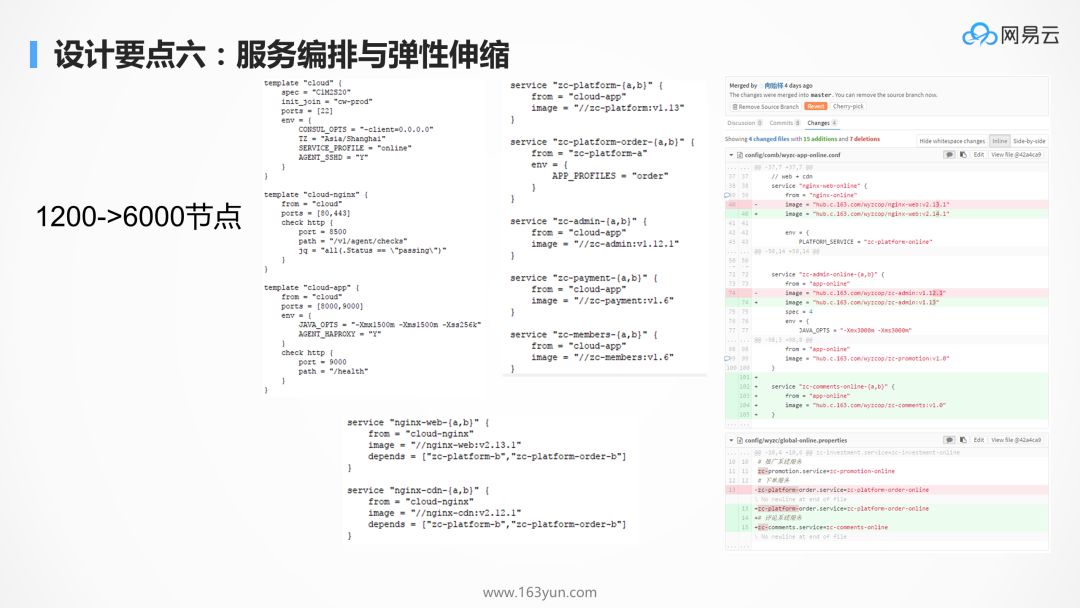 设计要点六：服务编排与弹性伸缩
网易云
1200->6000节点
template "cloud" {
spec = "C1M2S20"
init_join = "cw-prod"
ports = [22]
env = {
CONSUL_OPTS = "-client=0.0.0.0"
TZ = "Asia/Shanghai"
SERVICE_PROFILE = "online"
AGENT_SSHD = "Y"
}
}
template "cloud-nginx" {
from = "cloud"
ports = [80,443]
check http {
port = 8500
path = "/v1/agent/checks"
jq = "all(.Status == \"passing\")"
}
}
template "cloud-app" {
from = "cloud"
ports = [8000,9000]
env = {
JAVA_OPTS = "-Xmx1500m -Xms1500m -Xss256k"
AGENT_HAPROXY = "Y"
}
check http {
port = 9000
path = "/health"
}
}
service "zc-platform-{a,b}" {
from = "cloud-app"
image = "//zc-platform:v1.13"
}
service "zc-platform-order-{a,b}" {
from = "zc-platform-a"
env = {
APP_PROFILES = "order"
}
}
service "zc-admin-{a,b}" {
from = "cloud-app"
image = "//zc-admin:v1.12.1"
}
service "zc-payment-{a,b}" {
from = "cloud-app"
image = "//zc-payment:v1.6"
}
service "zc-members-{a,b}" {
from = "cloud-app"
image = "//zc-members:v1.6"
}
service "nginx-web-{a,b}" {
from = "cloud-nginx"
image = "//nginx-web:v2.13.1"
depends = ["zc-platform-b","zc-platform-order-b"]
}
service "nginx-cdn-{a,b}" {
from = "cloud-nginx"
image = "//nginx-cdn:v2.12.1"
depends = ["zc-platform-b","zc-platform-order-b"]
}
Merged by 4 days ago
The changes were merged into master. You can remove the source branch now.
Remove Source Branch Revert Cherry-pick
Discussion 0 Commits 8 Changes 4
Showing 4 changed files with 15 additions and 7 deletions
Hide whitespace changes Inline Side-by-side
config/comb/wyzc-app-online.conf Edit View file @42a4ca9
... ... @@ -37,7 +37,7 @@
37 37 // web + cdn
38 38 service "nginx-web-online" {
39 39 from = "nginx-online"
40 - image = "hub.c.163.com/wyzcop/nginx-web:v2.13.1"
40 + image = "hub.c.163.com/wyzcop/nginx-web:v2.14.1"
41 41
42 42 env = {
43 43 PLATFORM_SERVICE = "zc-platform-online"
72 72 service "zc-admin-online-{a,b}" {
73 73 from = "app-online"
74 - image = "hub.c.163.com/wyzcop/zc-admin:v1.12.1"
74 + image = "hub.c.163.com/wyzcop/zc-admin:v1.13"
75 75 spec = 4
76 76 env = {
77 77 JAVA_OPTS = "-Xmx3000m -Xms3000m"
98 98 from = "app-online"
99 99 image = "hub.c.163.com/wyzcop/zc-promotion:v1.0"
100 100 }
101 +
102 + service "zc-comments-online-{a,b}" {
103 + from = "app-online"
104 + image = "hub.c.163.com/wyzcop/zc-comments:v1.0"
105 + }
config/wyzc/global-online.properties Edit View file @42a4ca9
... ... @@ -10,4 +10,6 @@ zc-investment.service=zc-investment-online
10 10 # 推广系统服务
11 11 zc-promotion.service=zc-promotion-online
12 12 # 下单服务
13 -zc-platform-order.service=zc-platform-order-online
\ No newline at end of file
13 +zc-platform-order.service=zc-platform-order-online
14 +# 评论系统服务
15 +zc-comments.service=zc-comments-online
\ No newline at end of file
www.163yun.com